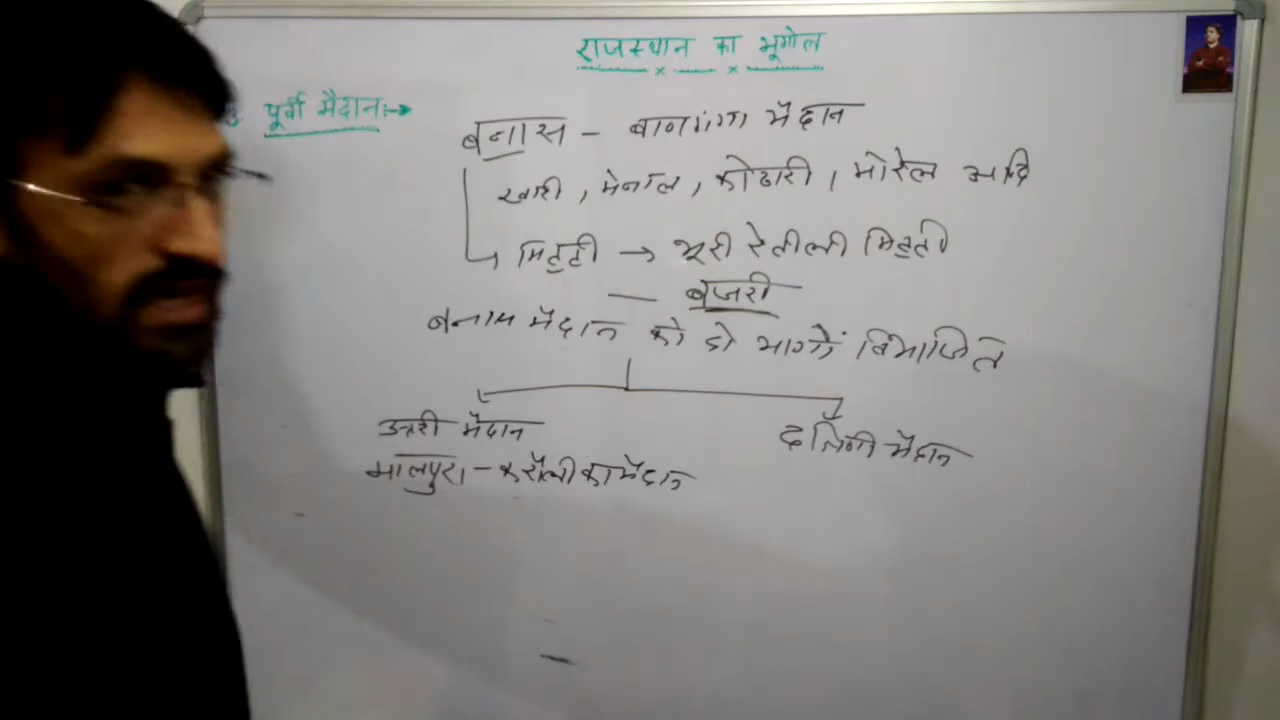 राजस्थान का भूगोल
3. पूर्वी मैदान :→
बनास – बाणगंगा मैदान
खारी, मेनाल, कोठारी, मोरेल आदि
मिट्टी → भूरी रेतीली मिट्टी
— बजरी
बनास मैदान को दो भागों विभाजित
उत्तरी मैदान
दक्षिणी मैदान
मालपुरा – करौली का मैदान